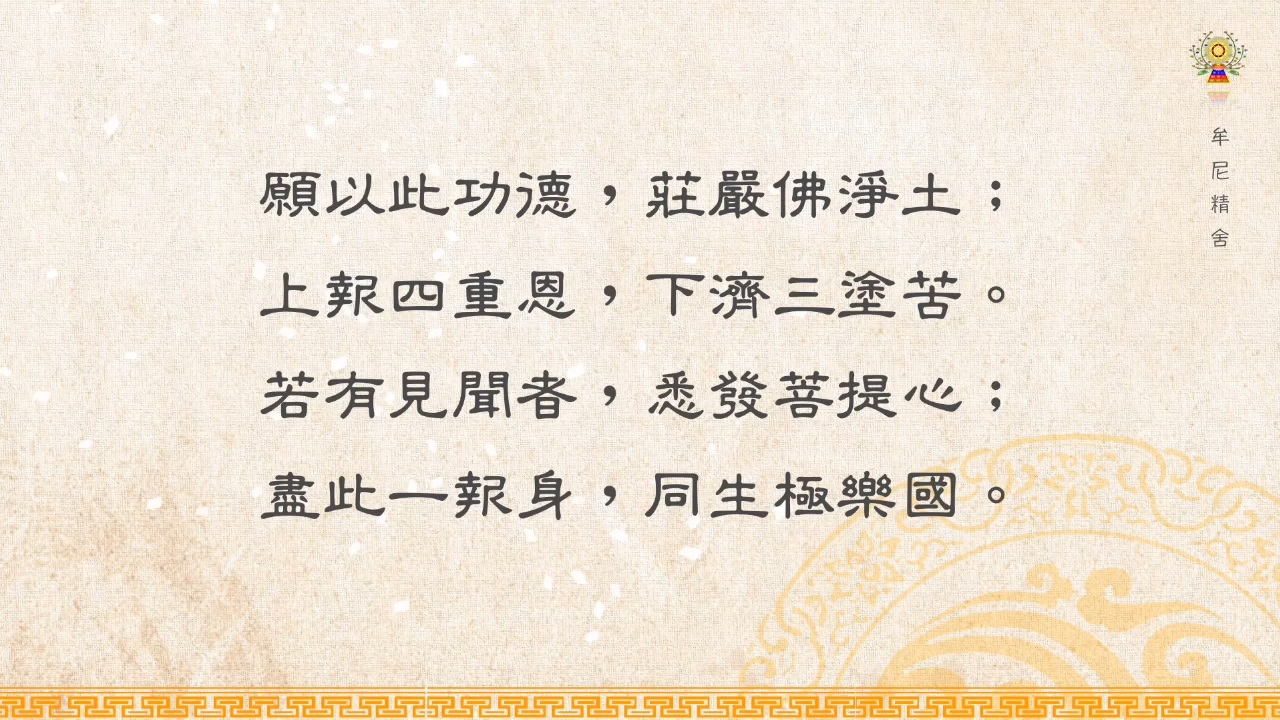 願以此功德，莊嚴佛淨土；
上報四重恩，下濟三塗苦。
若有見聞者，悉發菩提心；
盡此一報身，同生極樂國。
牟尼精舍